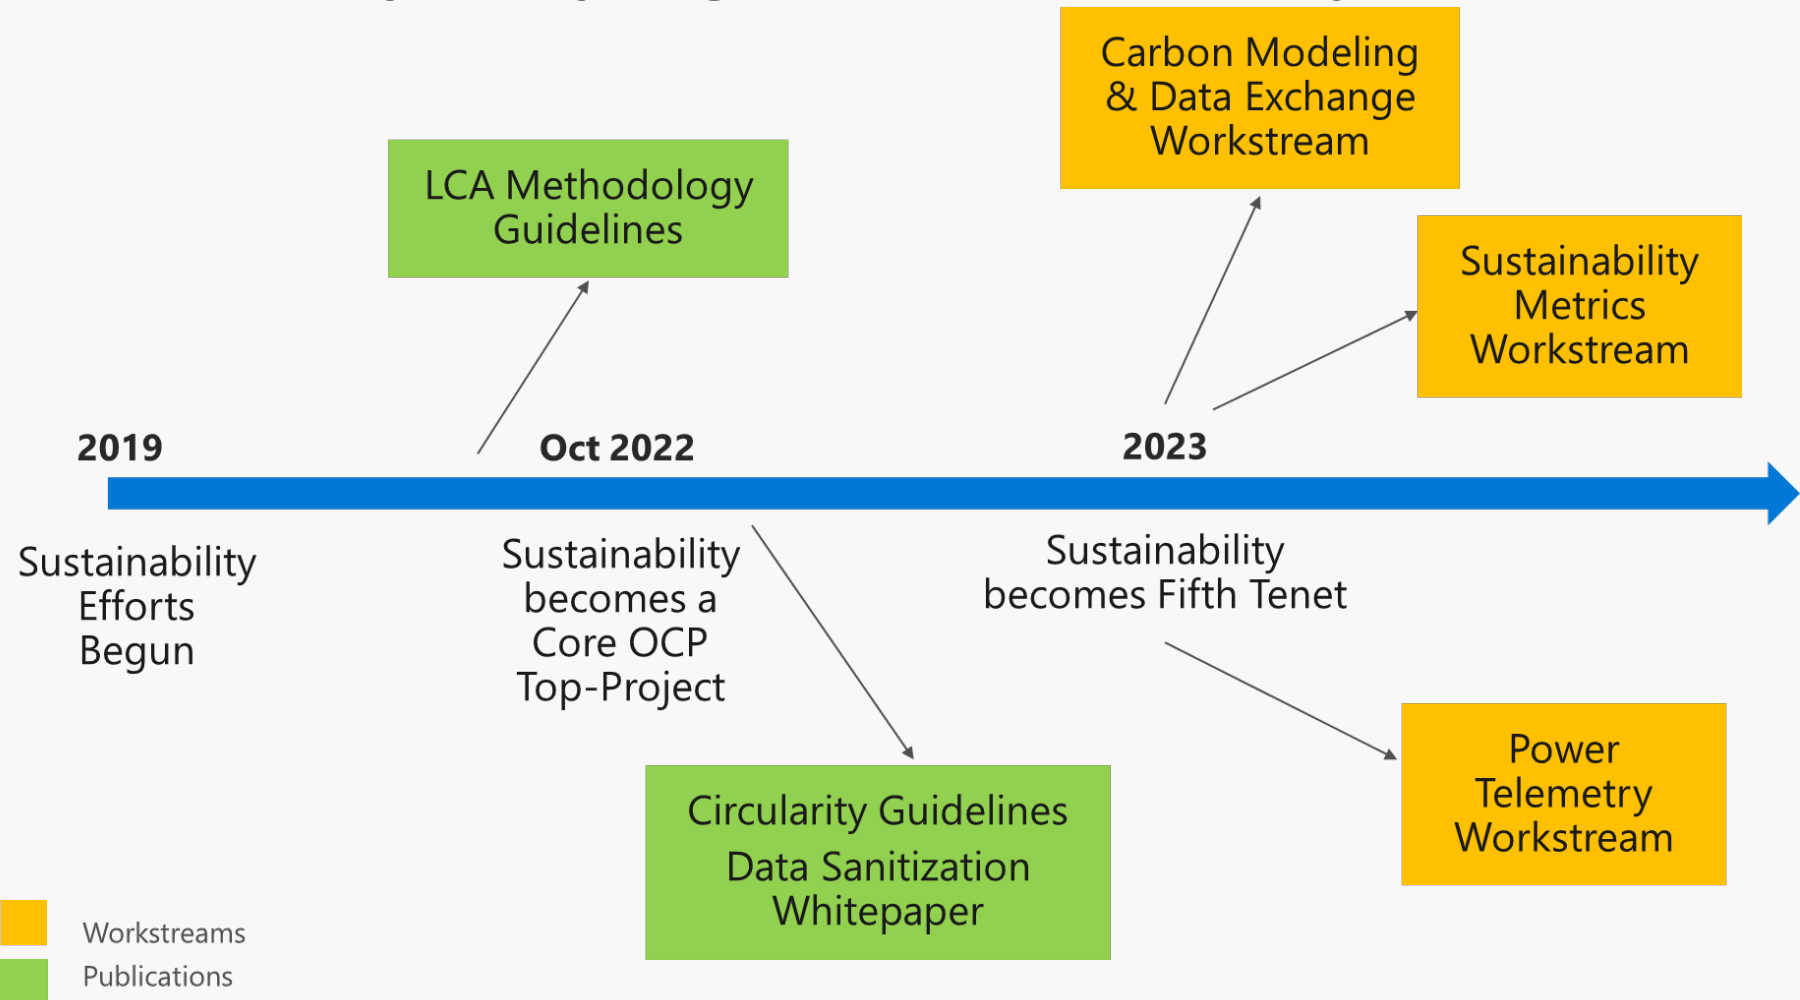 Carbon Modeling
& Data Exchange
Workstream
LCA Methodology
Guidelines
Sustainability
Metrics
Workstream
2019
Oct 2022
2023
Sustainability
Efforts
Begun
Sustainability
becomes a
Core OCP
Top-Project
Sustainability
becomes Fifth Tenet
Power
Telemetry
Workstream
Circularity Guidelines
Data Sanitization
Whitepaper
Workstreams
Publications